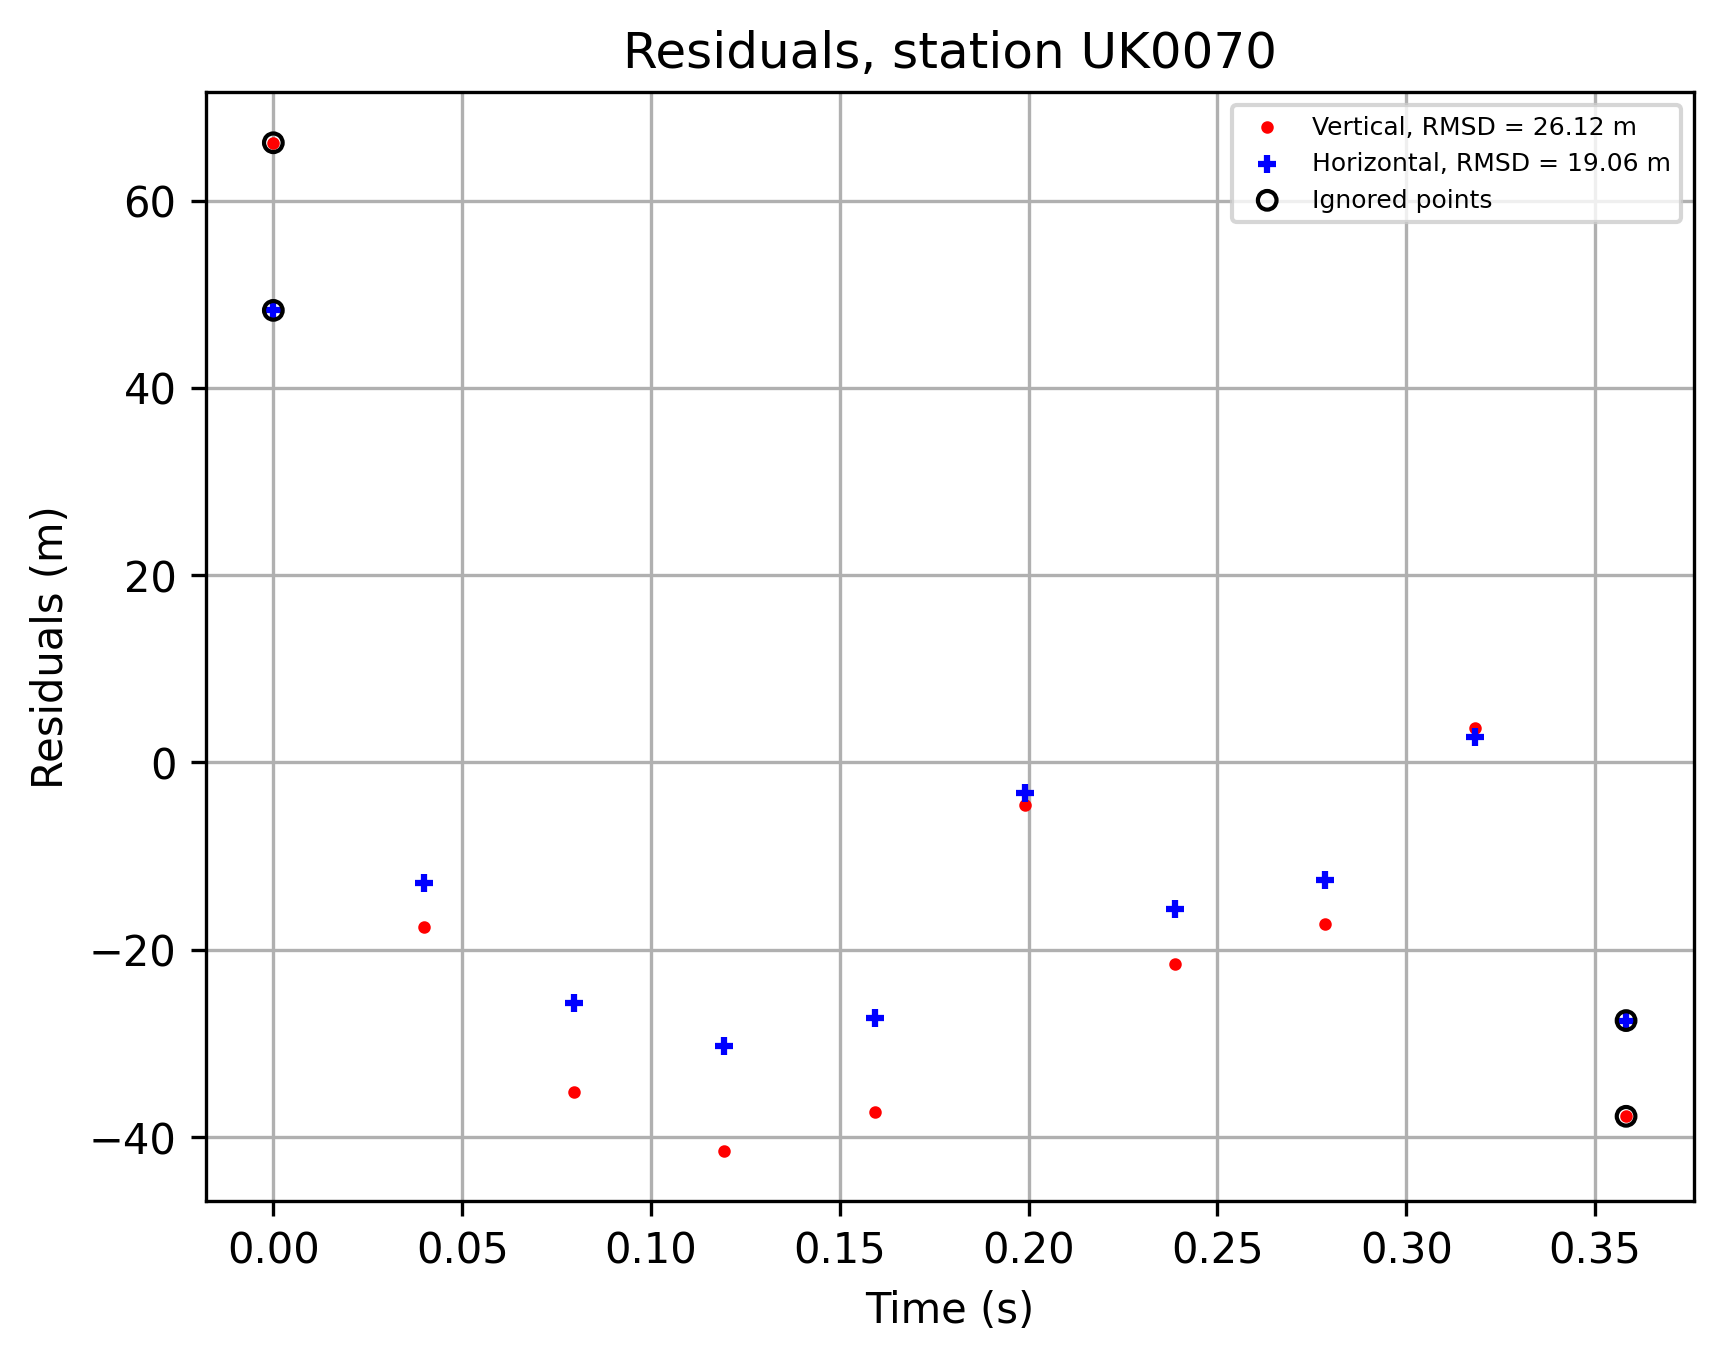 Residuals, station UK0070
Vertical, RMSD = 26.12 m
Horizontal, RMSD = 19.06 m
Ignored points
60
40
20
0
−20
−40
Residuals (m)
0.00 0.05 0.10 0.15 0.20 0.25 0.30 0.35
Time (s)